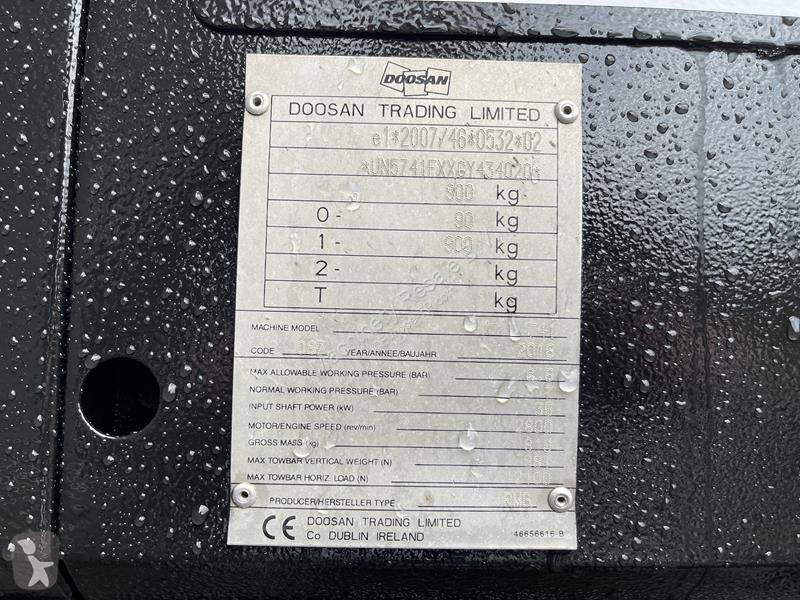 DOOSAN
DOOSAN TRADING LIMITED
e1*2007/46*0532*02
*UN5741FXXGY434020*
900 kg
0- 90 kg
1- 900 kg
2- kg
T kg
MACHINE MODEL
CODE YEAR/ANNEE/BAUJAHR 2016
MAX ALLOWABLE WORKING PRESSURE (BAR)
NORMAL WORKING PRESSURE (BAR)
INPUT SHAFT POWER (kW) 36
MOTOR/ENGINE SPEED (rev/min) 2800
GROSS MASS (kg)
MAX TOWBAR VERTICAL WEIGHT (N)
MAX TOWBAR HORIZ. LOAD (N)
PRODUCER/HERSTELLER TYPE
CE DOOSAN TRADING LIMITED
Co DUBLIN IRELAND 46656616 B